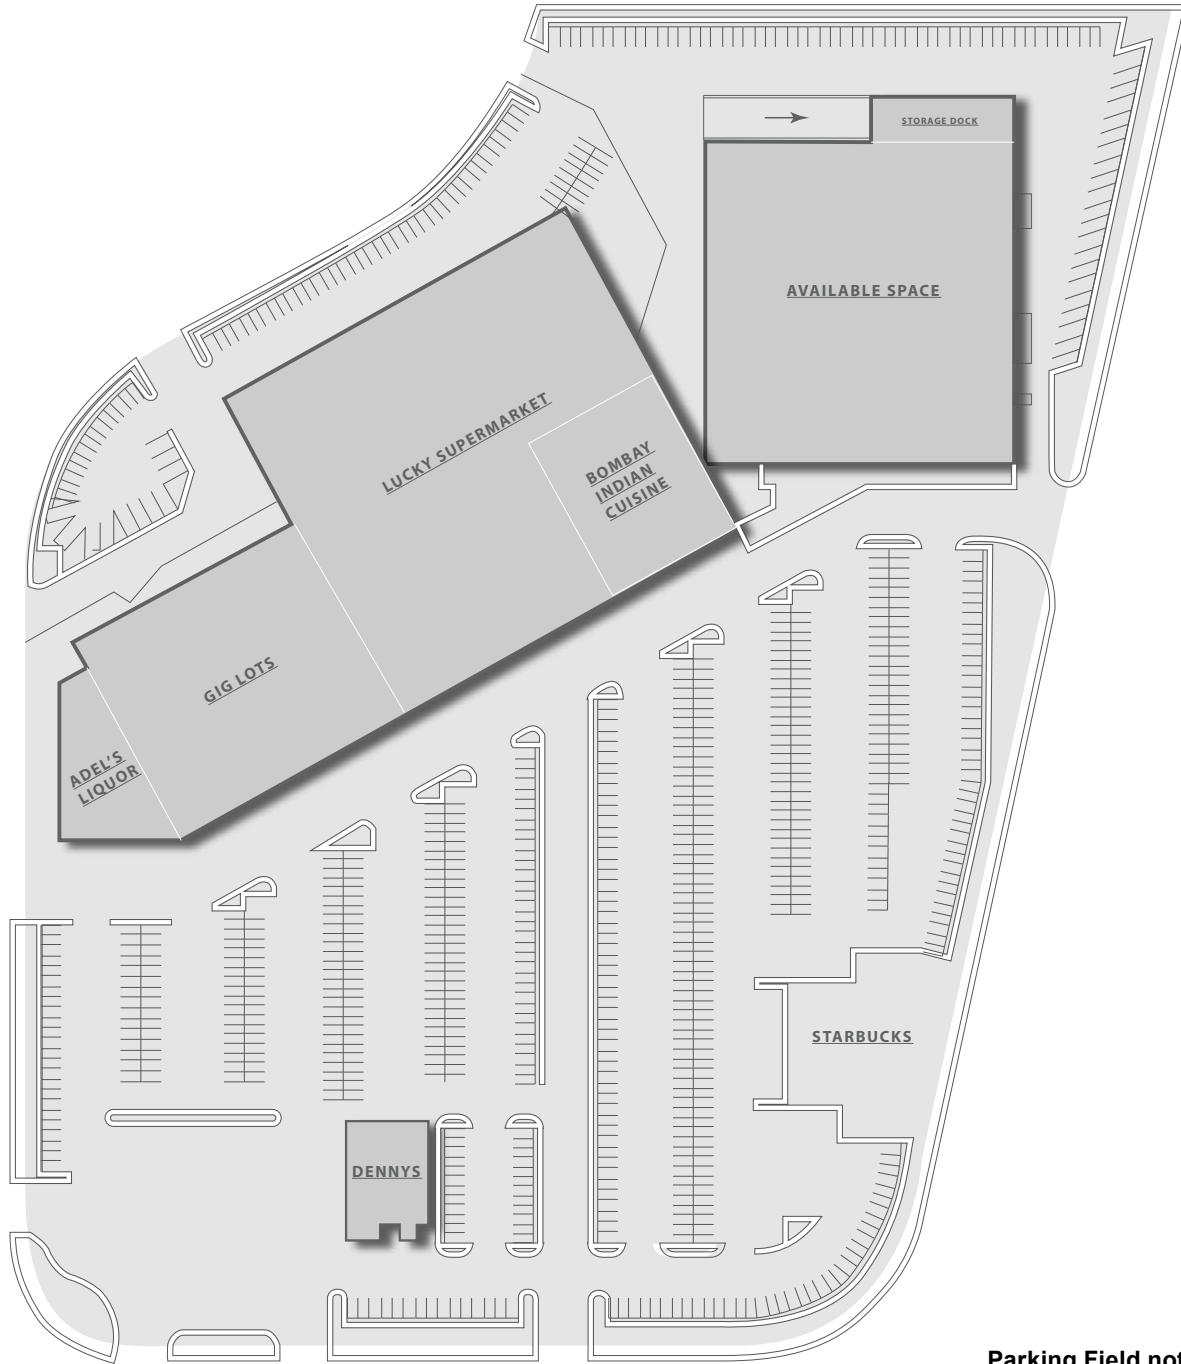 STORAGE DOCK
AVAILABLE SPACE
LUCKY SUPERMARKET
BOMBAY
INDIAN
CUISINE
GIG LOTS
ADEL'S
LIQUOR
STARBUCKS
DENNYS
Parking Field not